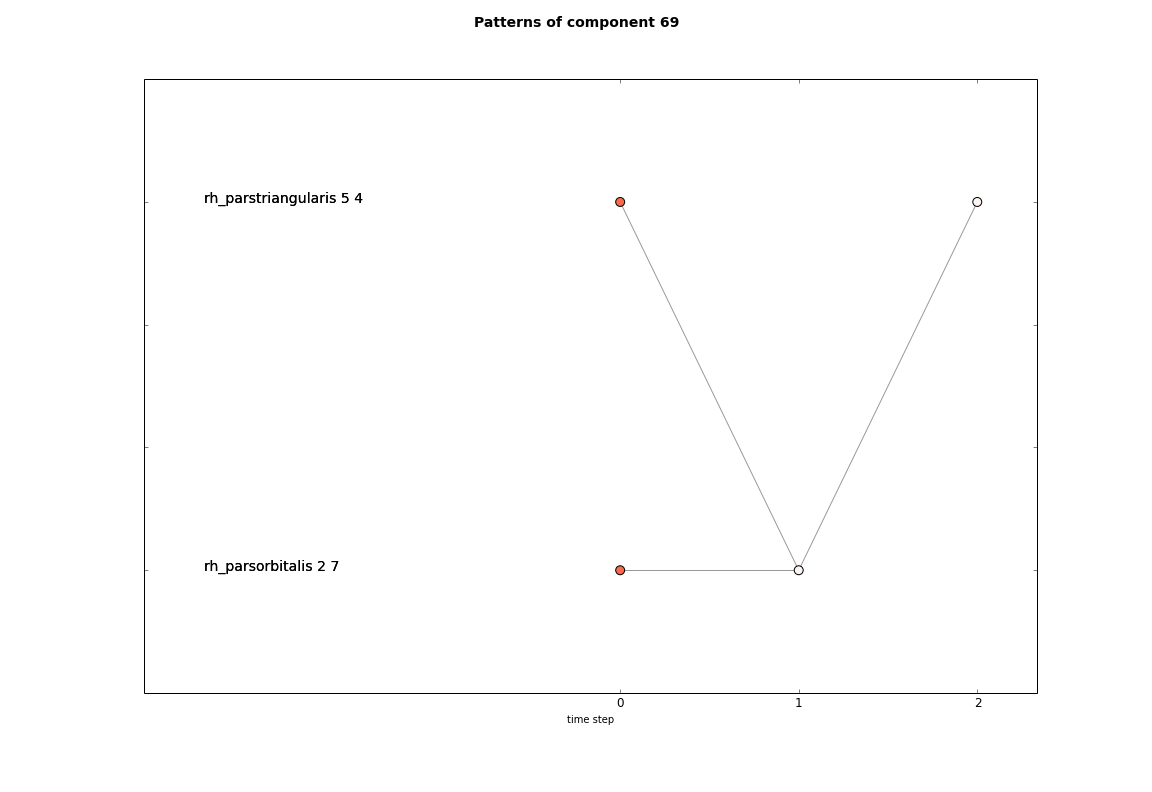 Patterns of component 69
rh_parstriangularis 5 4
rh_parsorbitalis 2 7
0 1 2
time step